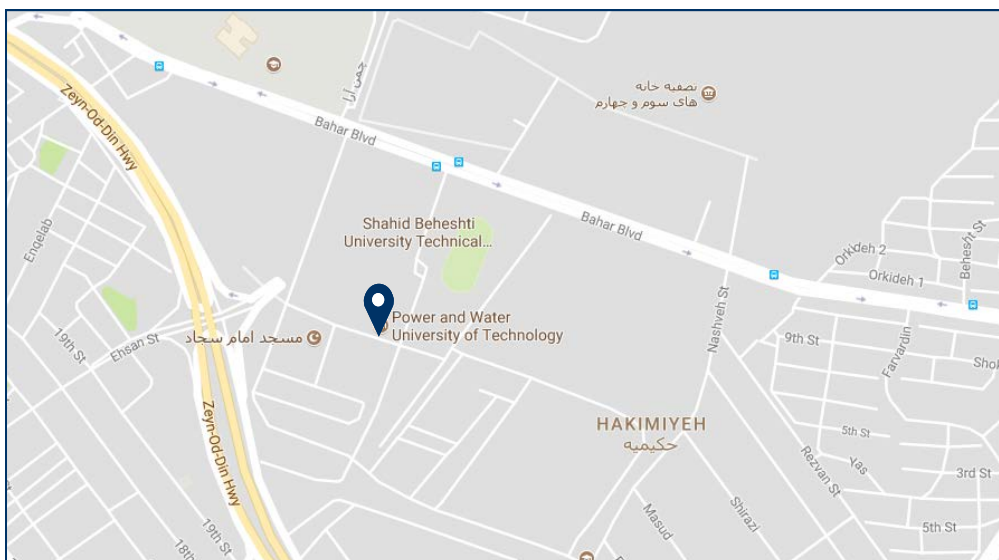 چمن آرا
تصفیه خانه
های سوم و چهارم
Zeyn-Od-Din Hwy
Bahar Blvd
Enqelab
Shahid Beheshti
University Technical...
Bahar Blvd
Orkideh 2
Orkideh 1
Behesht St
Nashveh St
Power and Water
University of Technology
مسجد امام سجاد
Ehsan St
19th St
9th St
Farvardin
Shok
Zeyn-Od-Din Hwy
HAKIMIYEH
حکیمیه
5th St
Yas
3rd St
Rezvan St
Shirazi
Masud
5th St
19th St
18th